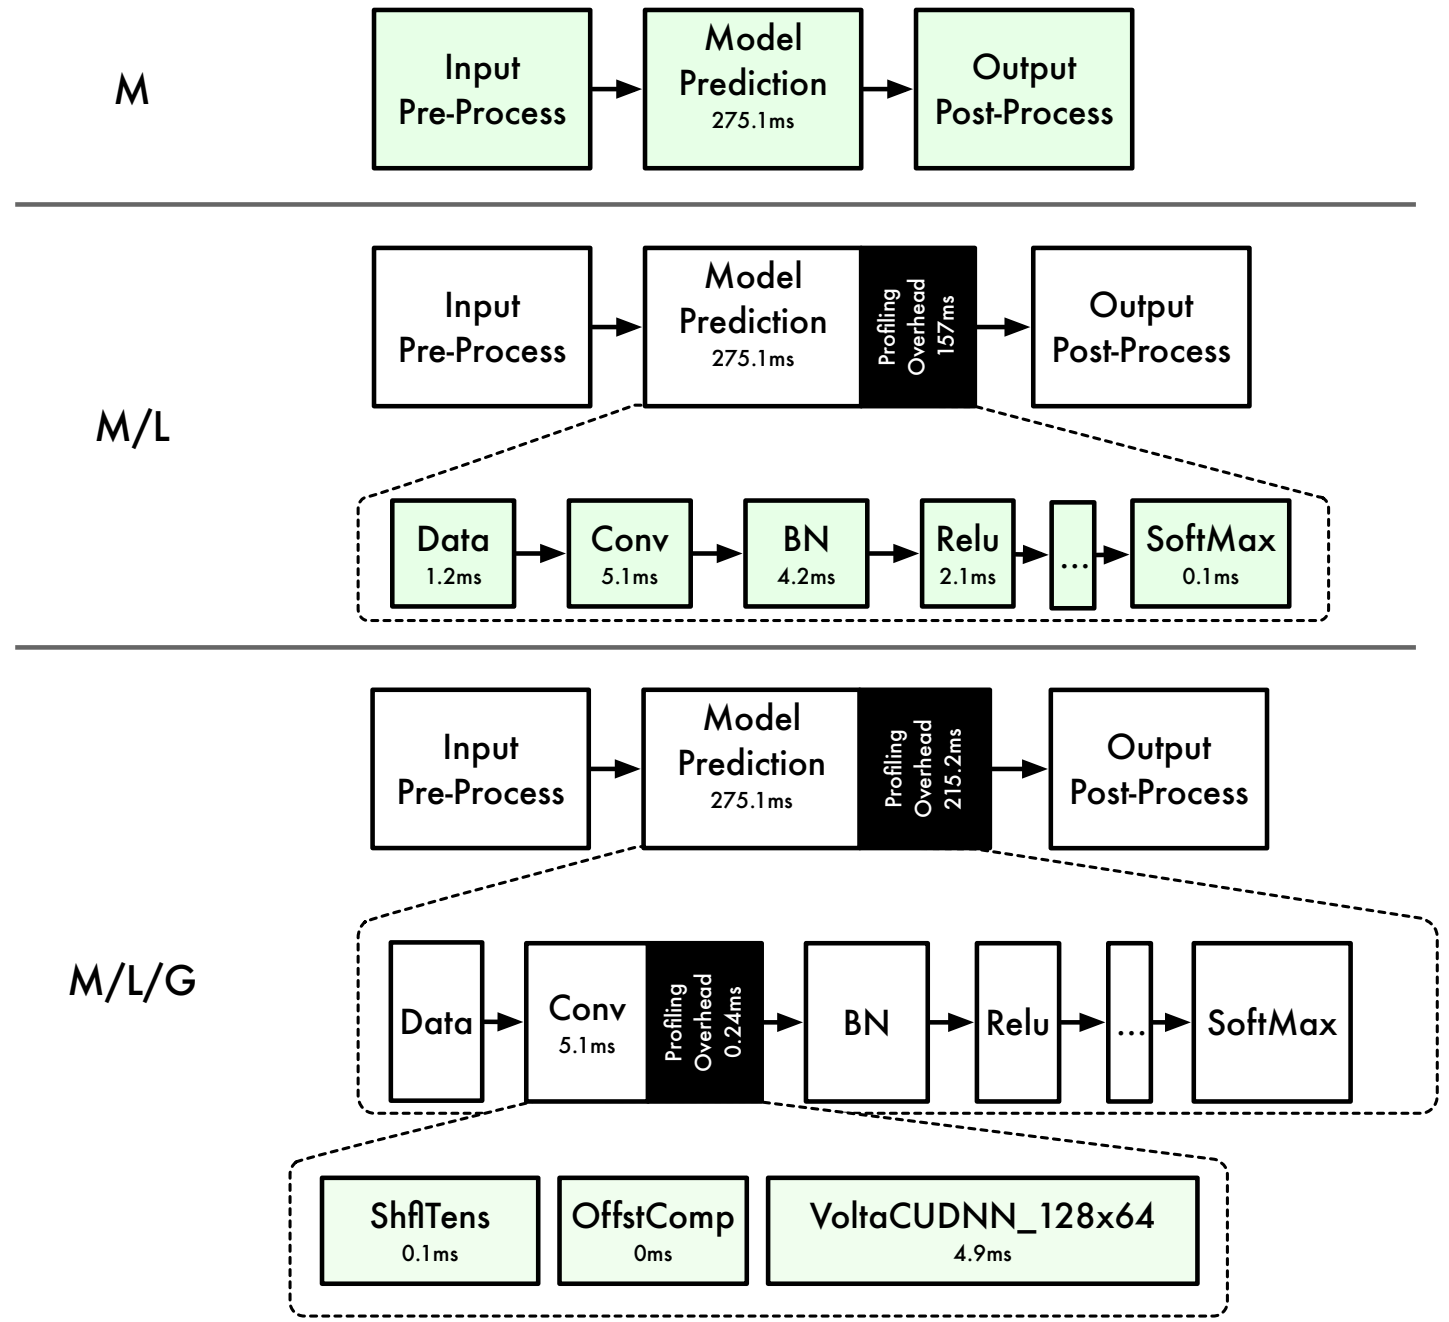 M
Input
Pre-Process
Model
Prediction
275.1ms
Output
Post-Process
M/L
Input
Pre-Process
Model
Prediction
275.1ms
Profiling
Overhead
157ms
Output
Post-Process
Data
1.2ms
Conv
5.1ms
BN
4.2ms
Relu
2.1ms
...
SoftMax
0.1ms
M/L/G
Input
Pre-Process
Model
Prediction
275.1ms
Profiling
Overhead
215.2ms
Output
Post-Process
Data
Conv
5.1ms
Profiling
Overhead
0.24ms
BN
Relu
...
SoftMax
ShflTens
0.1ms
OffstComp
0ms
VoltaCUDNN_128x64
4.9ms